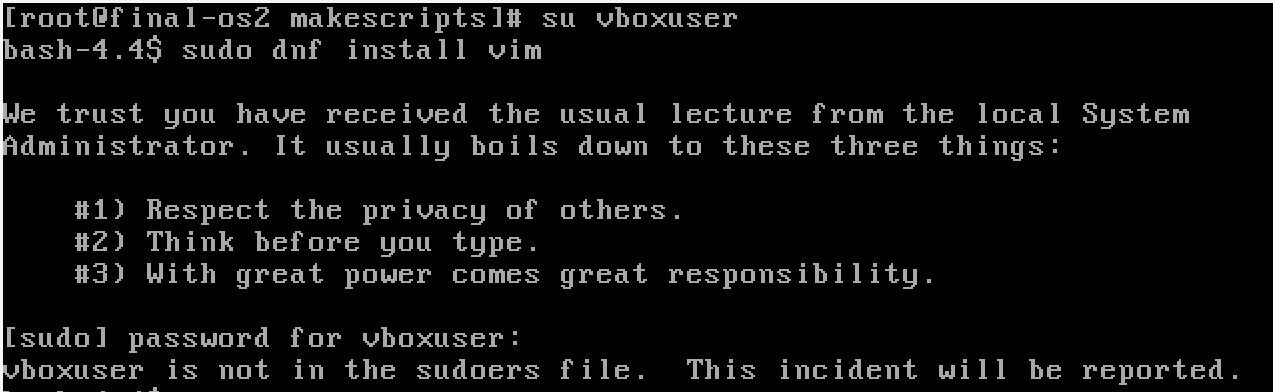 [root@final-os2 makescripts]# su vboxuser
bash-4.4$ sudo dnf install vim
We trust you have received the usual lecture from the local System
Administrator. It usually boils down to these three things:
#1) Respect the privacy of others.
#2) Think before you type.
#3) With great power comes great responsibility.
[sudo] password for vboxuser:
vboxuser is not in the sudoers file.  This incident will be reported.